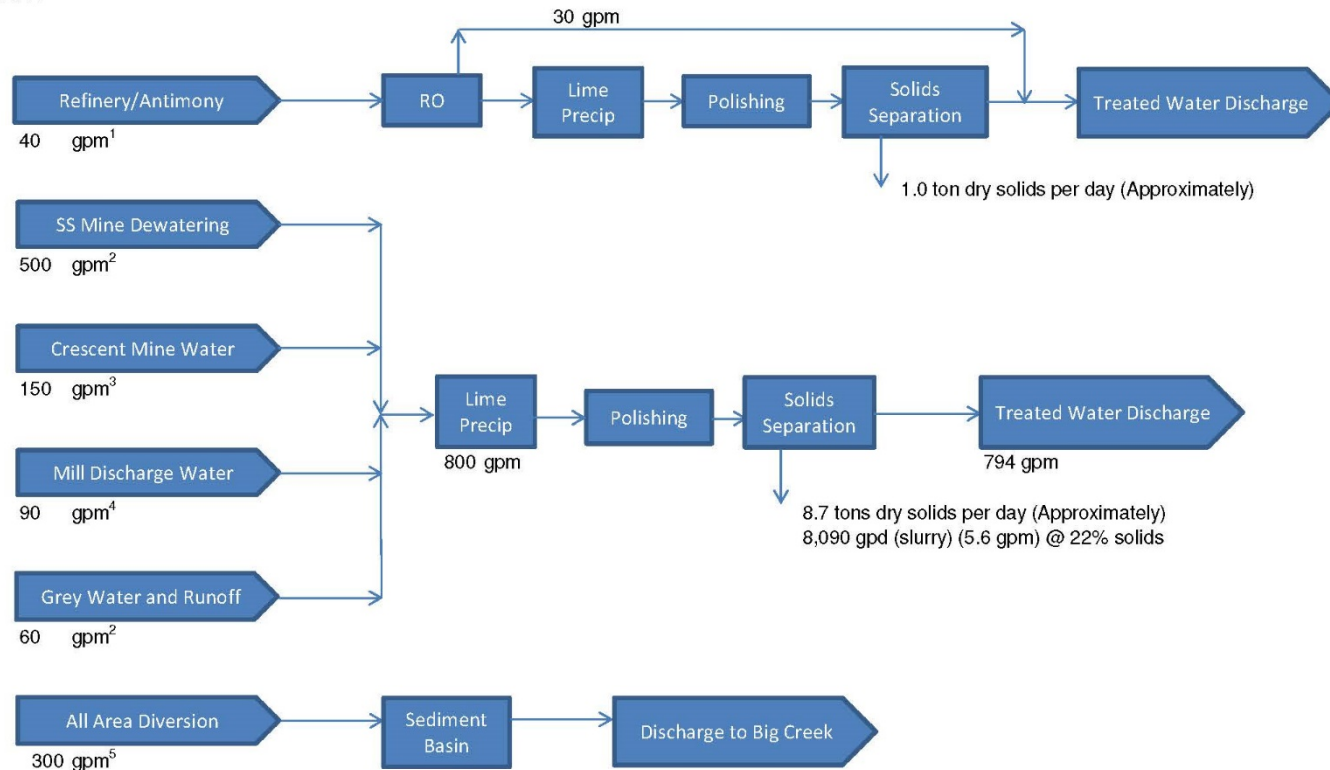 30 gpm
Refinery/Antimony
RO
Lime
Precip
Polishing
Solids
Separation
Treated Water Discharge
40 gpm¹
1.0 ton dry solids per day (Approximately)
SS Mine Dewatering
500 gpm²
Crescent Mine Water
150 gpm³
Lime
Precip
Polishing
Solids
Separation
Treated Water Discharge
800 gpm
794 gpm
Mill Discharge Water
90 gpm⁴
8.7 tons dry solids per day (Approximately)
8,090 gpd (slurry) (5.6 gpm) @ 22% solids
Grey Water and Runoff
60 gpm²
All Area Diversion
Sediment
Basin
Discharge to Big Creek
300 gpm⁵